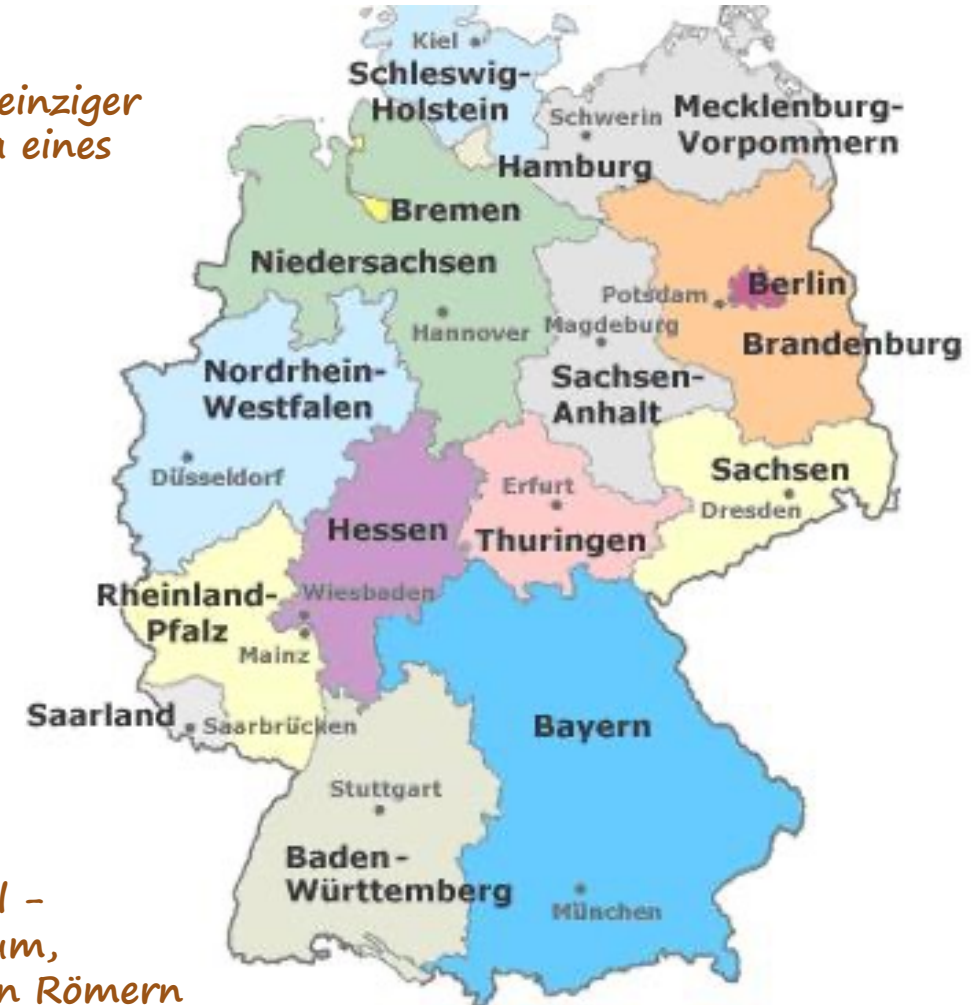 einziger
eines
Kiel
Schleswig-
Holstein
Schwerin
Mecklenburg-
Vorpommern
Hamburg
Bremen
Niedersachsen
Hannover
Potsdam
Berlin
Magdeburg
Brandenburg
Nordrhein-
Westfalen
Sachsen-
Anhalt
Düsseldorf
Erfurt
Sachsen
Dresden
Hessen
Thuringen
Rheinland-
Pfalz
Wiesbaden
Mainz
Saarland
Saarbrücken
Bayern
Stuttgart
Baden-
Württemberg
München
-
Römern